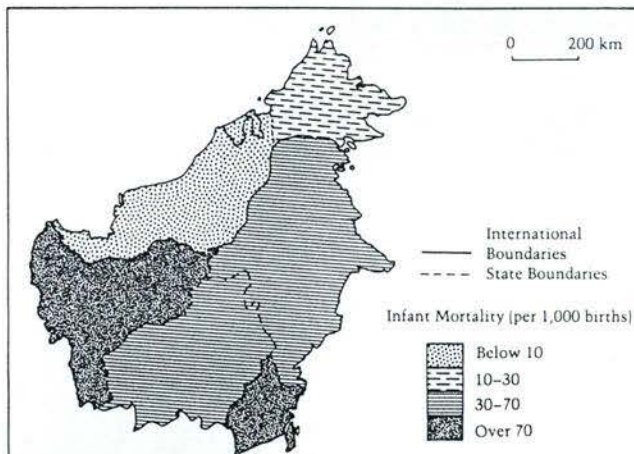 0 200 km
International
Boundaries
State Boundaries
Infant Mortality (per 1,000 births)
Below 10
10–30
30–70
Over 70